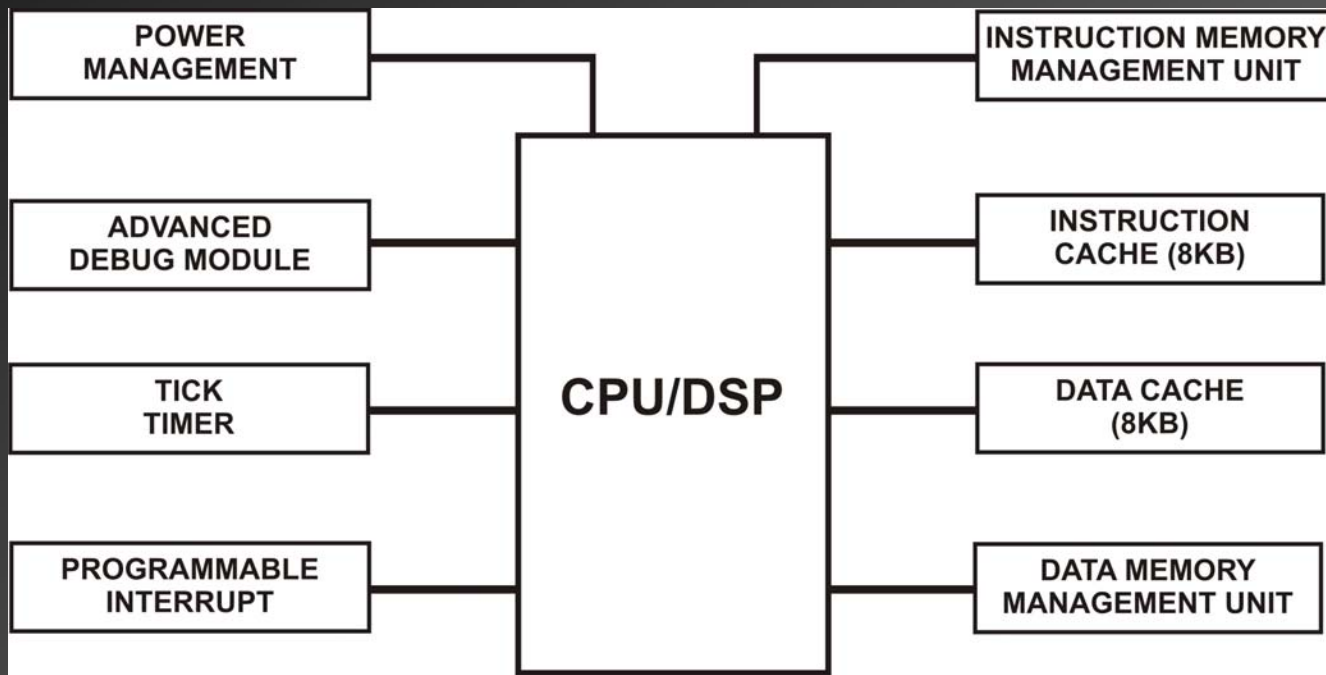 POWER
MANAGEMENT
INSTRUCTION MEMORY
MANAGEMENT UNIT
ADVANCED
DEBUG MODULE
INSTRUCTION
CACHE (8KB)
TICK
TIMER
CPU/DSP
DATA CACHE
(8KB)
PROGRAMMABLE
INTERRUPT
DATA MEMORY
MANAGEMENT UNIT